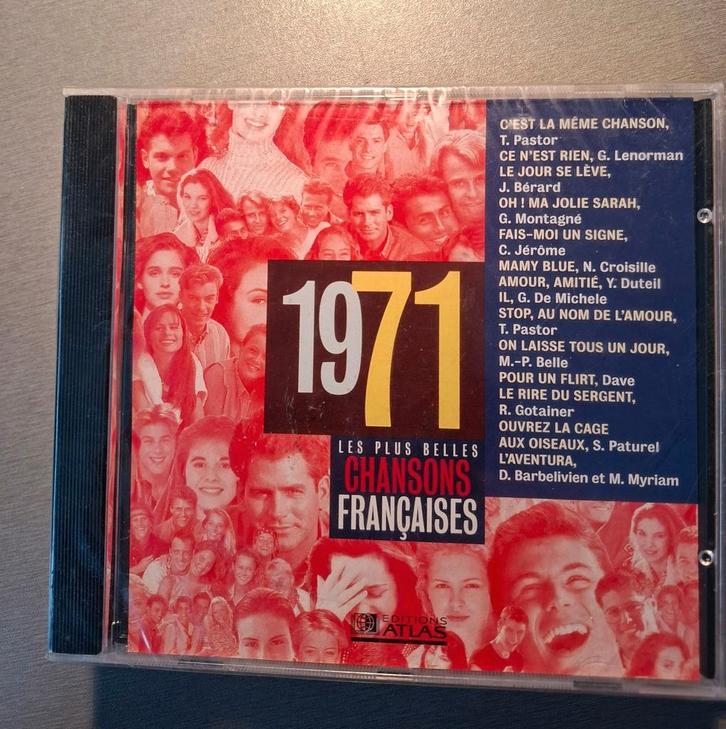 C'EST LA MÊME CHANSON,
T. Pastor
CE N'EST RIEN, G. Lenorman
LE JOUR SE LÈVE,
J. Bérard
OH ! MA JOLIE SARAH,
G. Montagné
FAIS-MOI UN SIGNE,
C. Jérôme
MAMY BLUE, N. Croisille
AMOUR, AMITIÉ, Y. Duteil
IL, G. De Michele
STOP, AU NOM DE L'AMOUR,
T. Pastor
ON LAISSE TOUS UN JOUR,
M.-P. Belle
POUR UN FLIRT, Dave
LE RIRE DU SERGENT,
R. Gotainer
OUVREZ LA CAGE
AUX OISEAUX, S. Paturel
L'AVENTURA,
D. Barbelivien et M. Myriam
1971
LES PLUS BELLES
CHANSONS
FRANÇAISES
EDITIONS
ATLAS